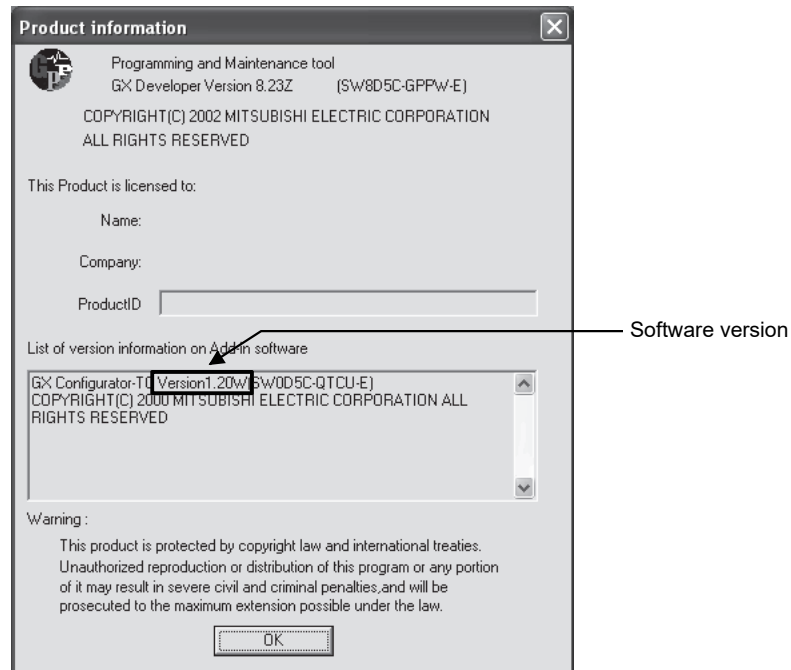 Product information
Programming and Maintenance tool
GX Developer Version 8.23Z (SW8D5C-GPPW-E)
COPYRIGHT(C) 2002 MITSUBISHI ELECTRIC CORPORATION
ALL RIGHTS RESERVED
This Product is licensed to:
Name:
Company:
ProductID
Software version
List of version information on Add-in software
GX Configurator-TC Version1.20W(SW0D5C-QTCU-E)
COPYRIGHT(C) 2000 MITSUBISHI ELECTRIC CORPORATION ALL
RIGHTS RESERVED
Warning :
This product is protected by copyright law and international treaties.
Unauthorized reproduction or distribution of this program or any portion
of it may result in severe civil and criminal penalties,and will be
prosecuted to the maximum extension possible under the law.
OK